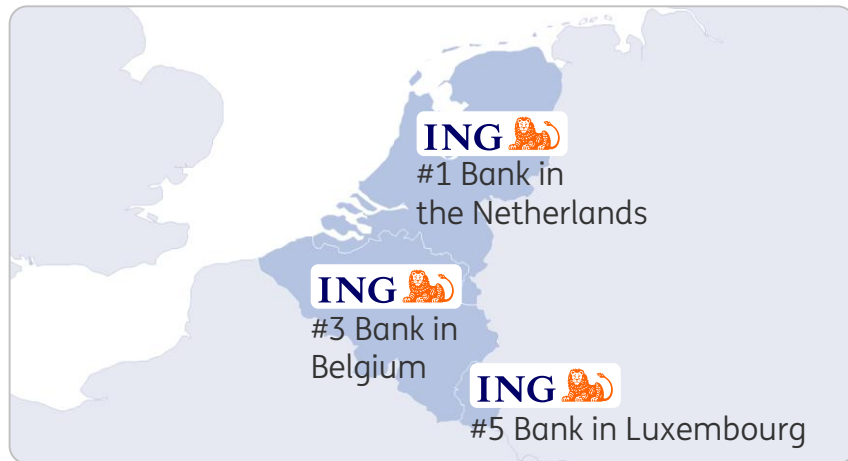 ING
#1 Bank in
the Netherlands
ING
#3 Bank in
Belgium
ING
#5 Bank in Luxembourg